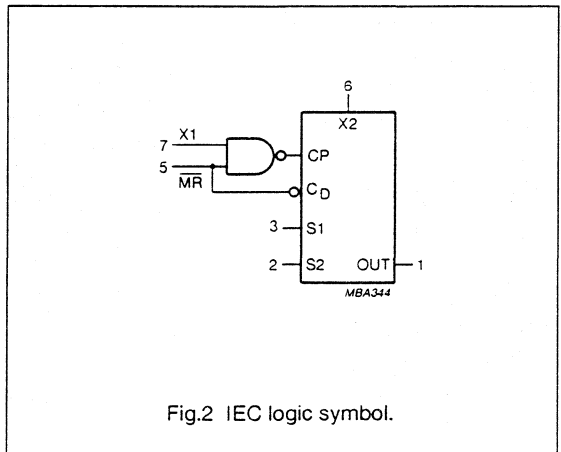 6
X2
7 X1
CP
5 MR
CD
3 S1
2 S2 OUT 1
MBA344
Fig.2 IEC logic symbol.